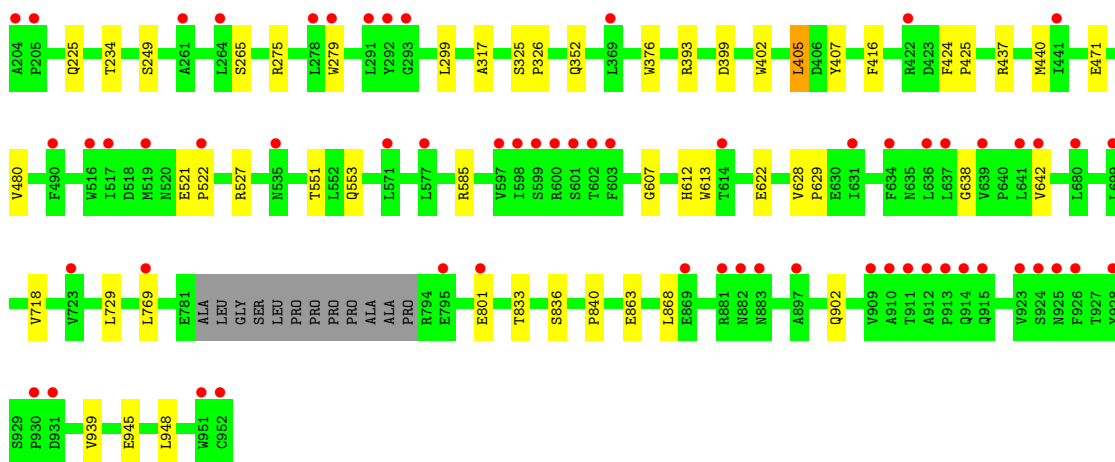 A204 P205 Q225 T234 S249 A261 L264 S265 R275 L278 W279 L291 Y292 G293 L299 A317 S325 P326 Q352 L369 W376 R393 D399 W402 L405 D406 Y407 F416 R422 D423 F424 P425 R437 M440 I441 E471
V480 F490 W516 I517 D518 M519 N520 E521 P522 R527 N535 T551 L552 Q553 L571 L577 R585 V597 I598 S599 R600 S601 T602 F603 G607 H612 W613 T614 E622 V628 P629 E630 I631 F634 N635 L636 L637 G638 V639 P640 L641 V642 L680 L689
V718 V723 L729 L769 E781 ALA LEU GLY SER LEU PRO PRO PRO PRO ALA ALA PRO R794 E795 E801 T833 S836 P840 E863 L868 E869 R881 N882 N883 A897 Q902 V909 A910 T911 A912 P913 Q914 Q915 V923 S924 N925 F926 T927 Y928
S929 P930 D931 V939 E945 L948 W951 C952